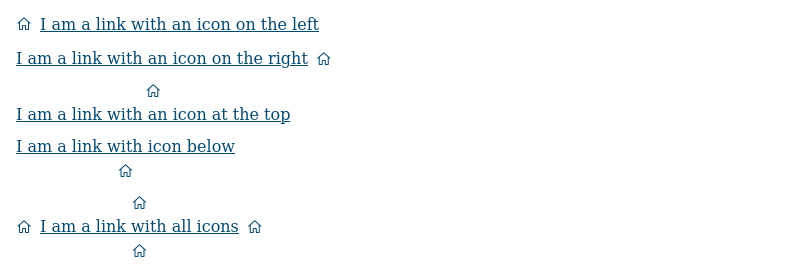 I am a link with an icon on the left
I am a link with an icon on the right
I am a link with an icon at the top
I am a link with icon below
I am a link with all icons